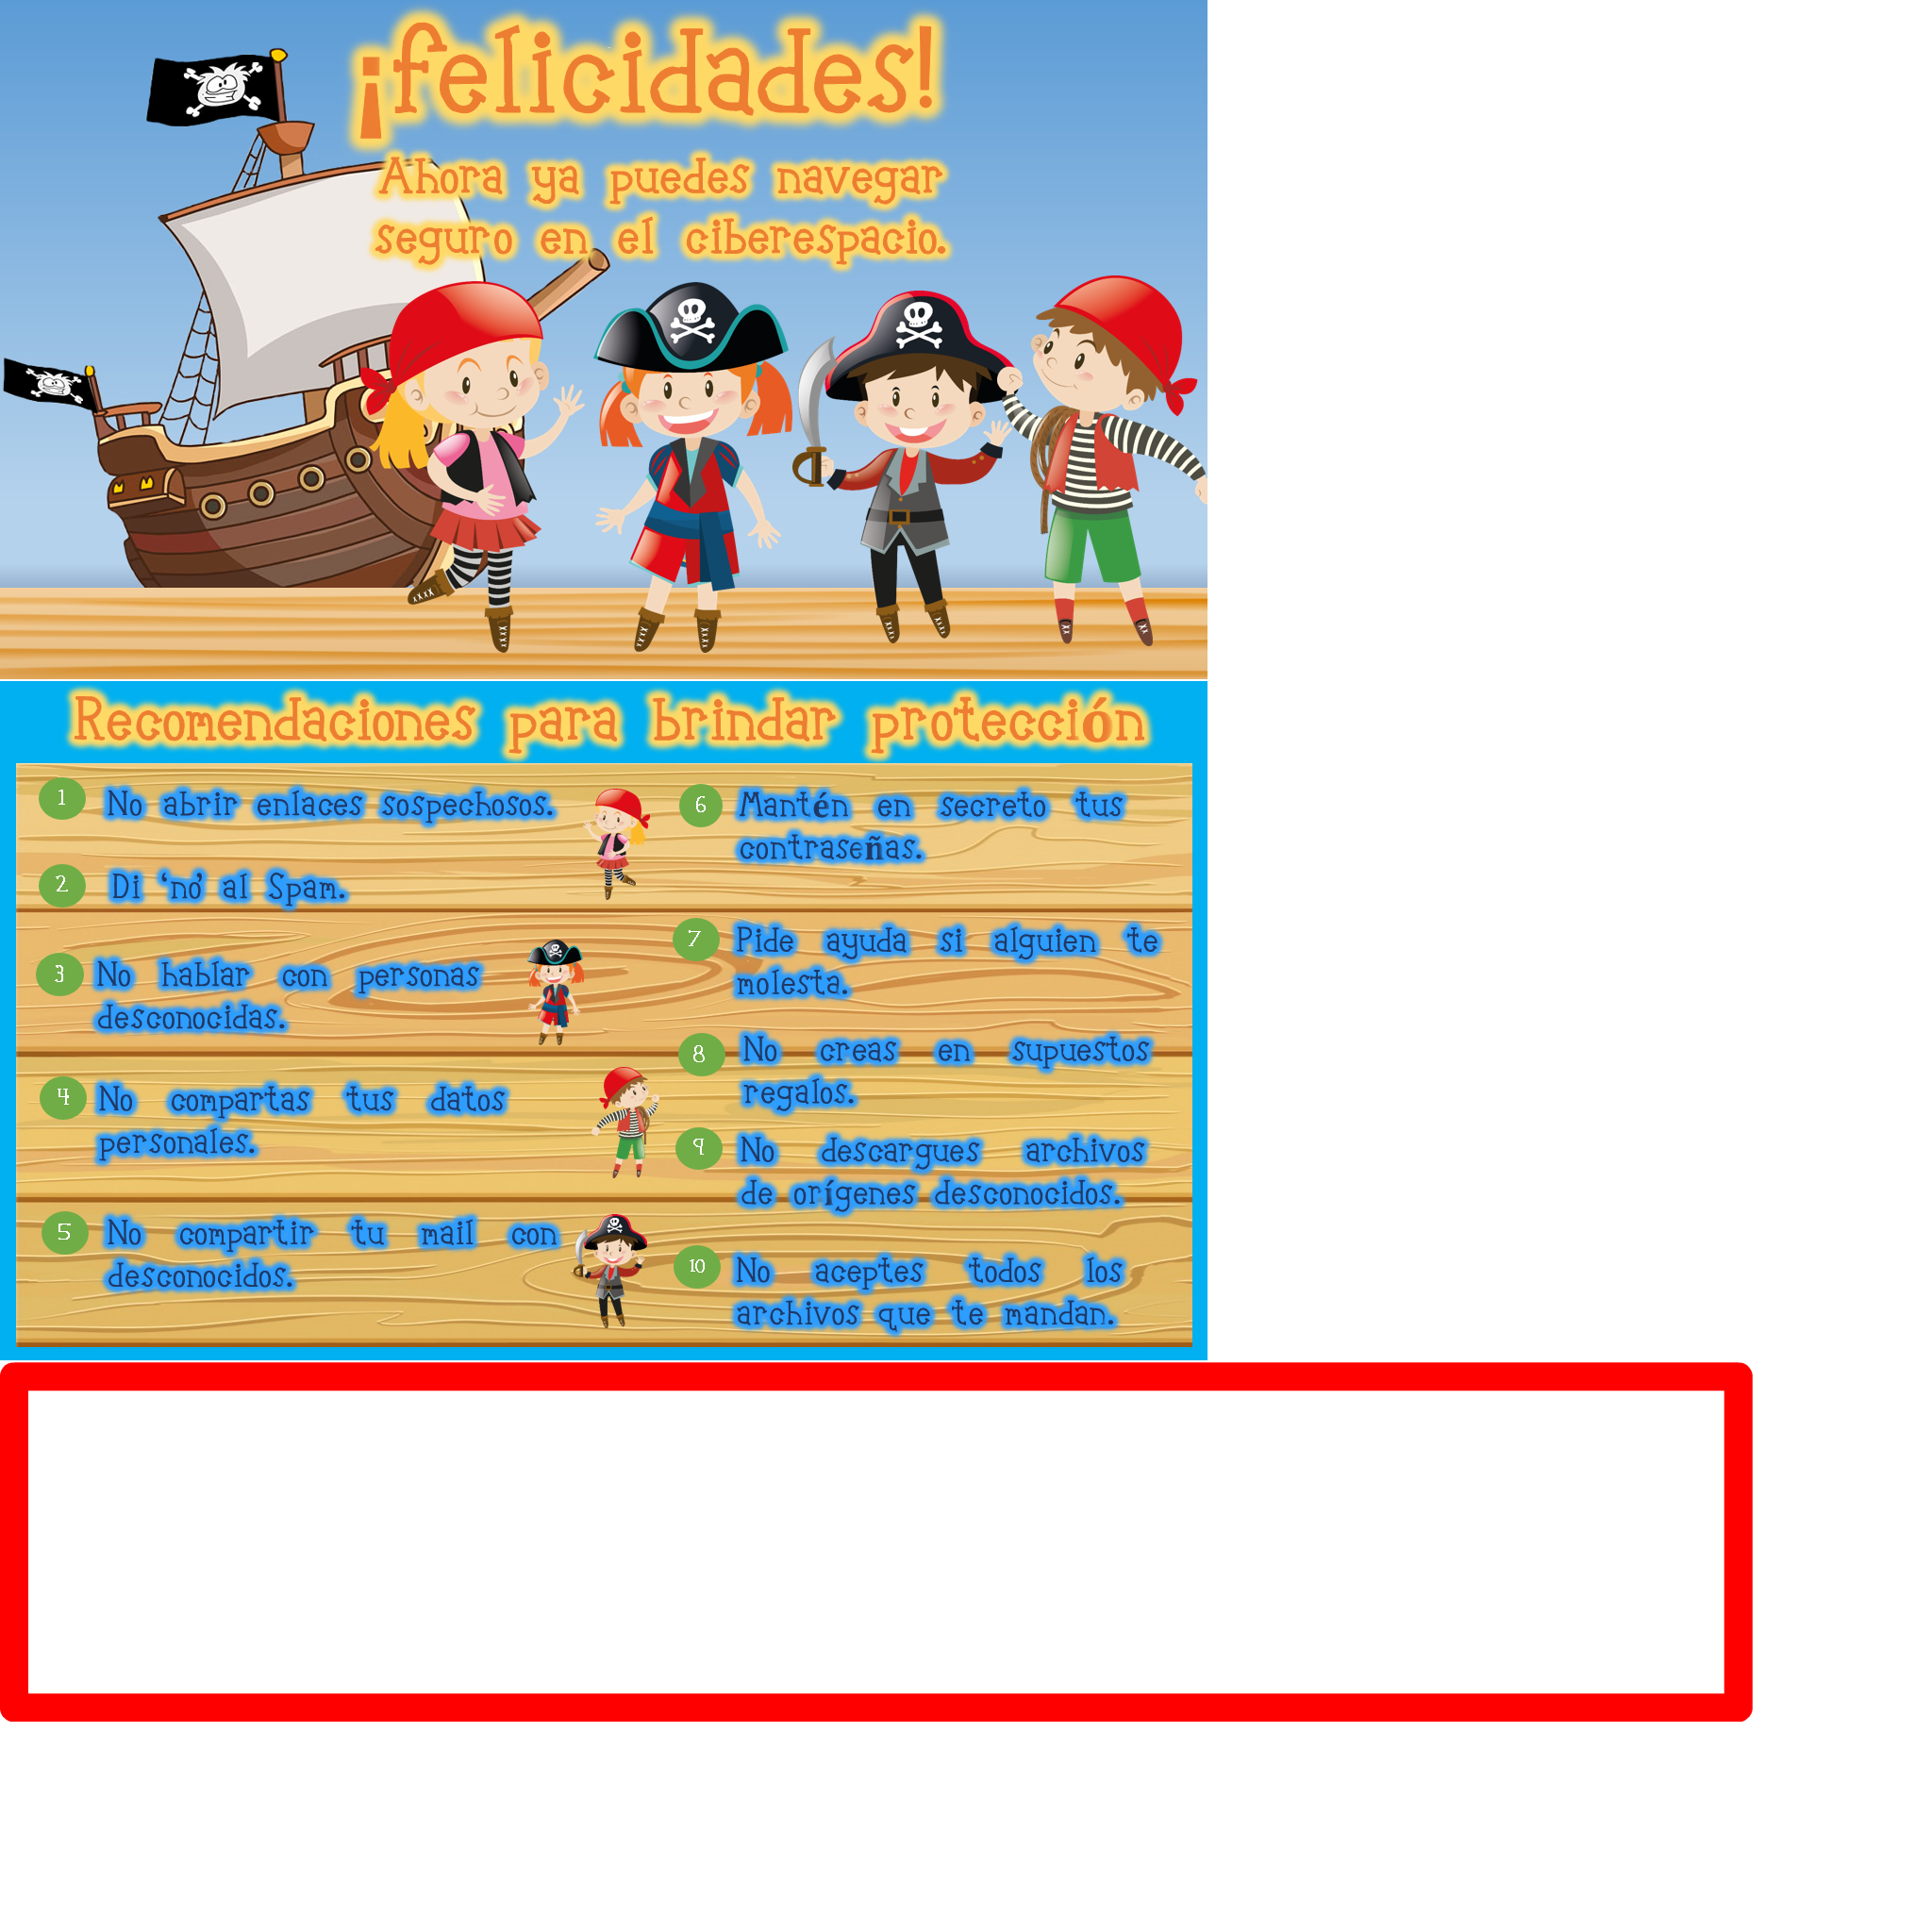 ¡felicidades!
Ahora ya puedes navegar
seguro en el ciberespacio.
Recomendaciones para brindar protección
1 No abrir enlaces sospechosos.
2 Di ‘no’ al Spam.
3 No hablar con personas
desconocidas.
4 No compartas tus datos
personales.
5 No compartir tu mail con
desconocidos.
6 Mantén en secreto tus
contraseñas.
7 Pide ayuda si alguien te
molesta.
8 No creas en supuestos
regalos.
9 No descargues archivos
de orígenes desconocidos.
10 No aceptes todos los
archivos que te mandan.